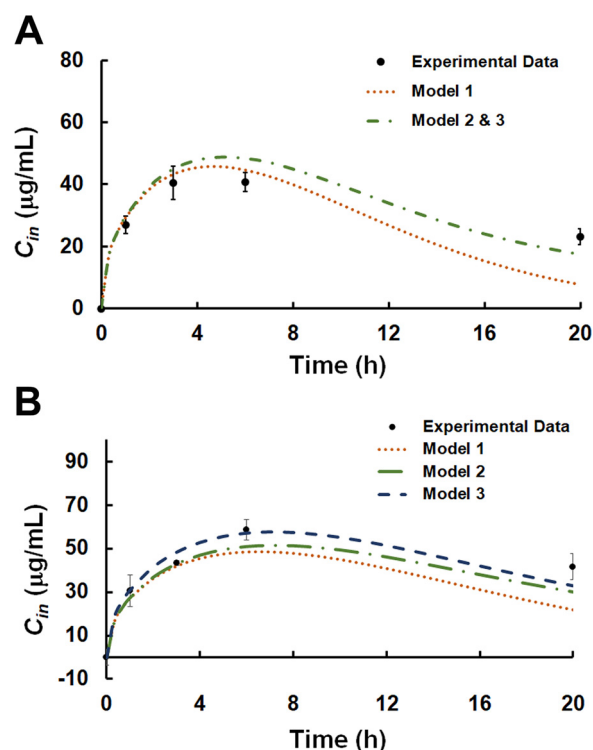 A
80
60
40
20
0
C_in (µg/mL)
Experimental Data
Model 1
Model 2 & 3
0 4 8 12 16 20
Time (h)
B
90
70
50
30
10
-10
C_in (µg/mL)
Experimental Data
Model 1
Model 2
Model 3
0 4 8 12 16 20
Time (h)